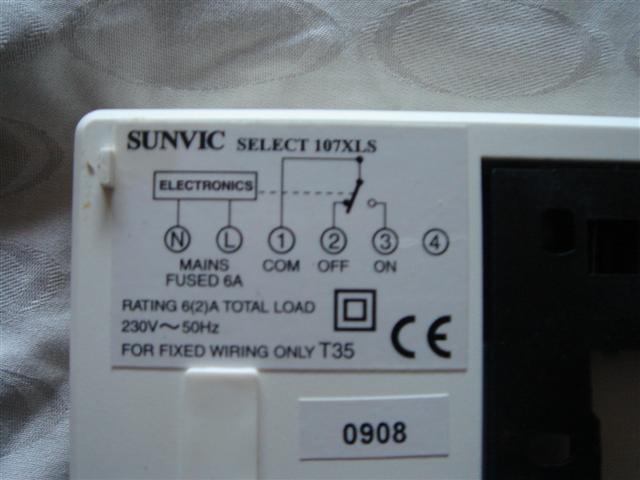 SUNVIC SELECT 107XLS
ELECTRONICS
N L 1 2 3 4
MAINS COM OFF ON
FUSED 6A
RATING 6(2)A TOTAL LOAD
230V～50Hz
FOR FIXED WIRING ONLY T35
CE
0908